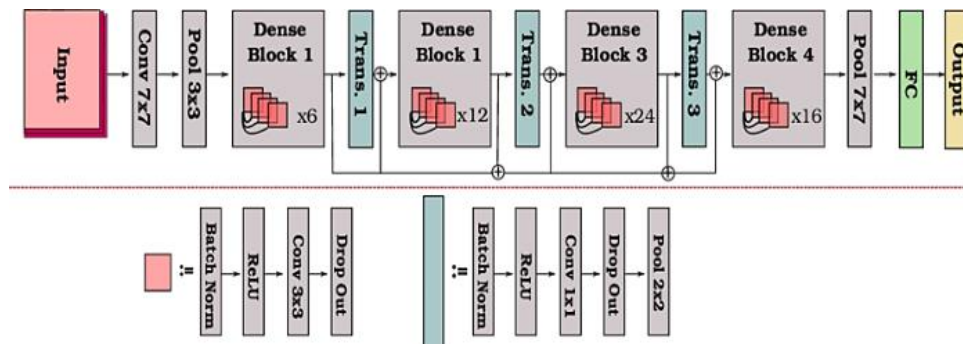 Input
Conv 7x7
Pool 3x3
Dense
Block 1
x6
Trans. 1
Dense
Block 1
x12
Trans. 2
Dense
Block 3
x24
Trans. 3
Dense
Block 4
x16
Pool 7x7
FC
Output
Batch Norm
ReLU
Conv 3x3
Drop Out
Batch Norm
ReLU
Conv 1x1
Drop Out
Pool 2x2